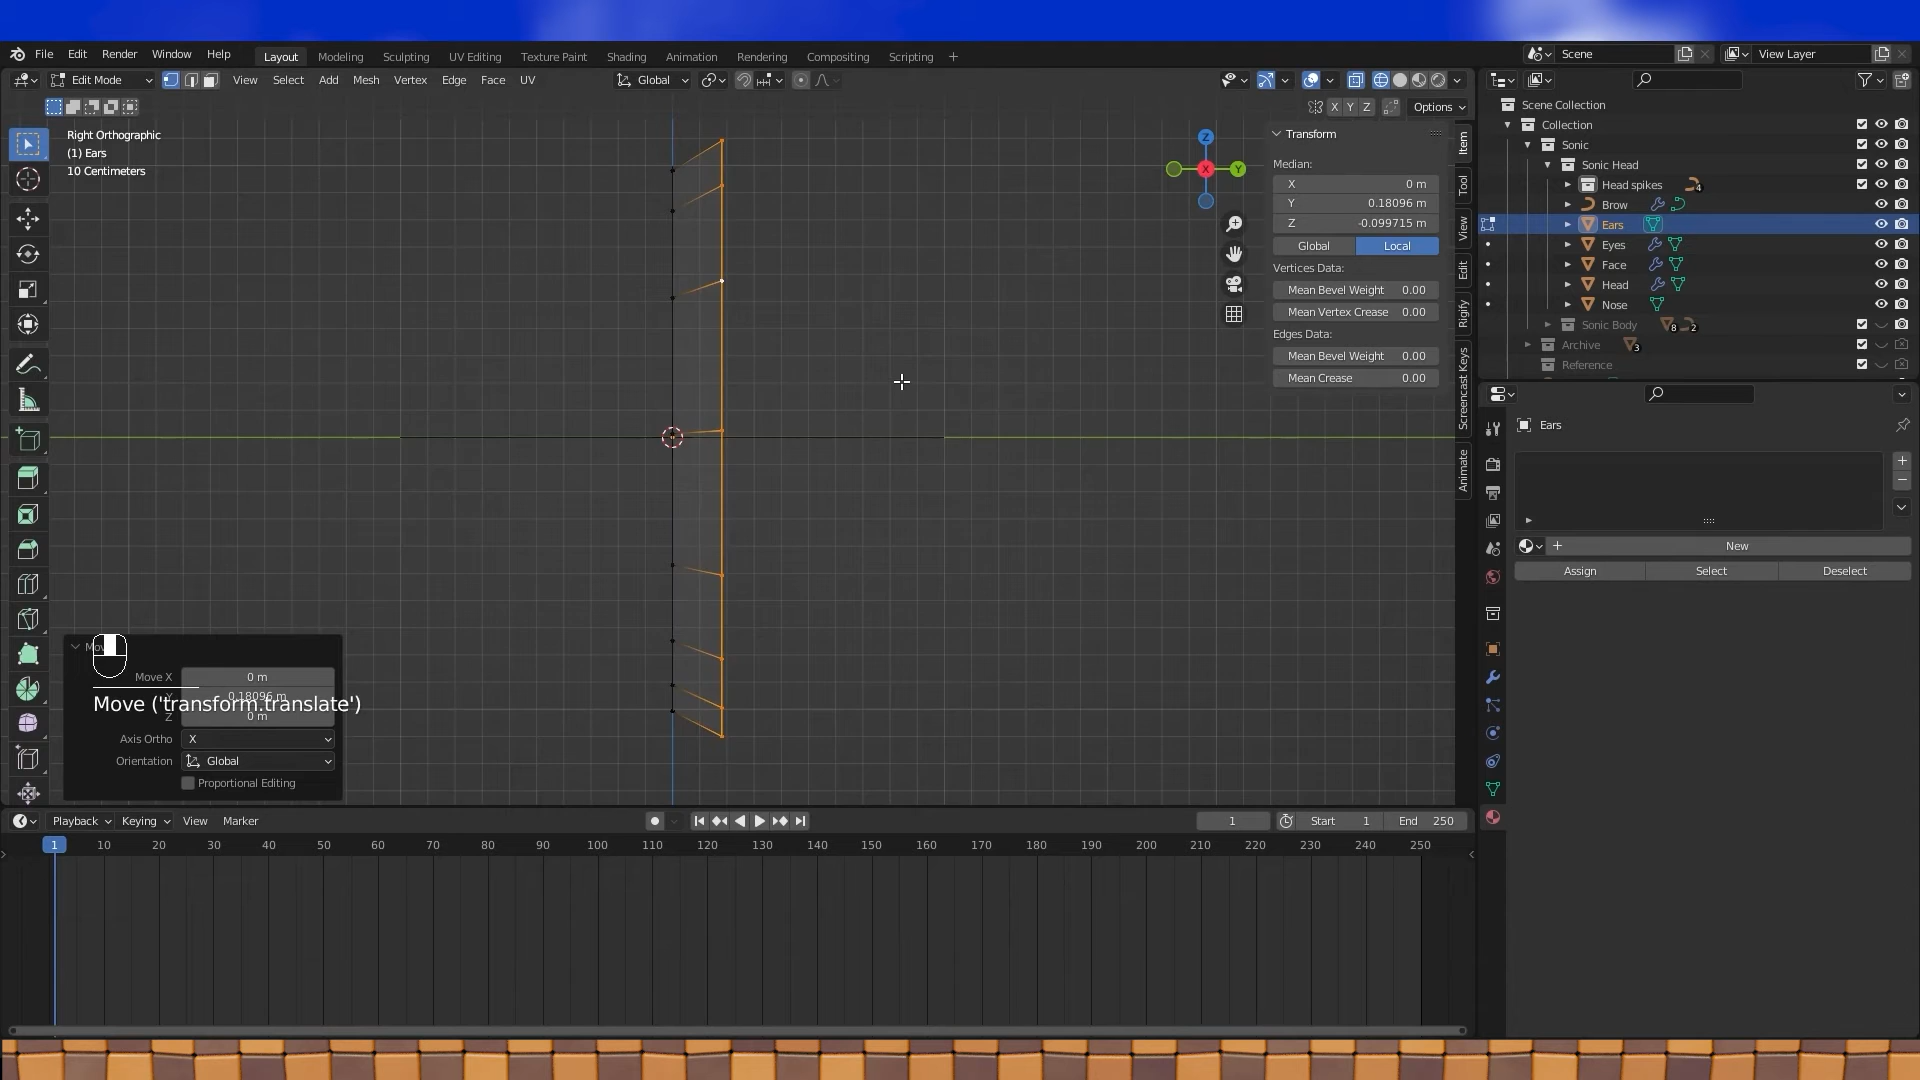 File Edit Render Window Help Layout Modeling Sculpting UV Editing Texture Paint Shading Animation Rendering Compositing Scripting + Scene View Layer
Edit Mode View Select Add Mesh Vertex Edge Face UV Global
X Y Z Options
Right Orthographic
(1) Ears
10 Centimeters
Z
X
Y
Transform
Median:
X 0 m
Y 0.18096 m
Z -0.099715 m
Global Local
Vertices Data:
Mean Bevel Weight 0.00
Mean Vertex Crease 0.00
Edges Data:
Mean Bevel Weight 0.00
Mean Crease 0.00
Item
Tool
View
Edit
Rigify
Screencast Keys
Animate
Scene Collection
Collection
Sonic
Sonic Head
Head spikes 4
Brow
Ears
Eyes
Face
Head
Nose
Sonic Body 8 2
Archive 3
Reference
Ears
New
Assign Select Deselect
Move X 0 m
Y 0.18096 m
Move ('transform.translate')
Z 0 m
Axis Ortho X
Orientation Global
Proportional Editing
Playback Keying View Marker 1 Start 1 End 250
1 10 20 30 40 50 60 70 80 90 100 110 120 130 140 150 160 170 180 190 200 210 220 230 240 250